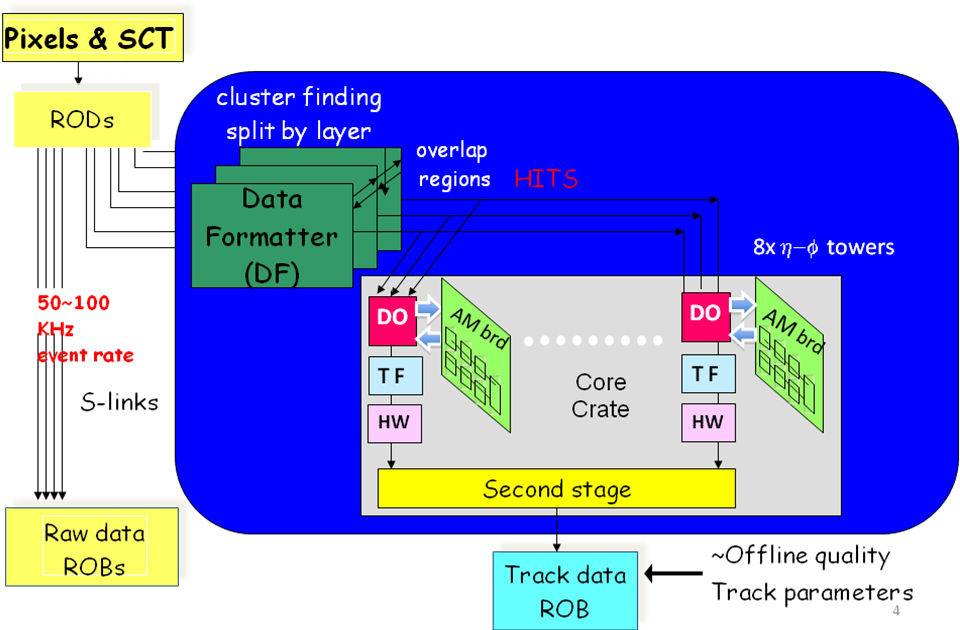 Pixels & SCT
RODs
cluster finding
split by layer
overlap
regions
HITS
Data
Formatter
(DF)
8x η−ϕ towers
50~100
KHz
event rate
S-links
DO
AM brd
TF
HW
Core
Crate
DO
AM brd
TF
HW
Second stage
Raw data
ROBs
Track data
ROB
~Offline quality
Track parameters
4